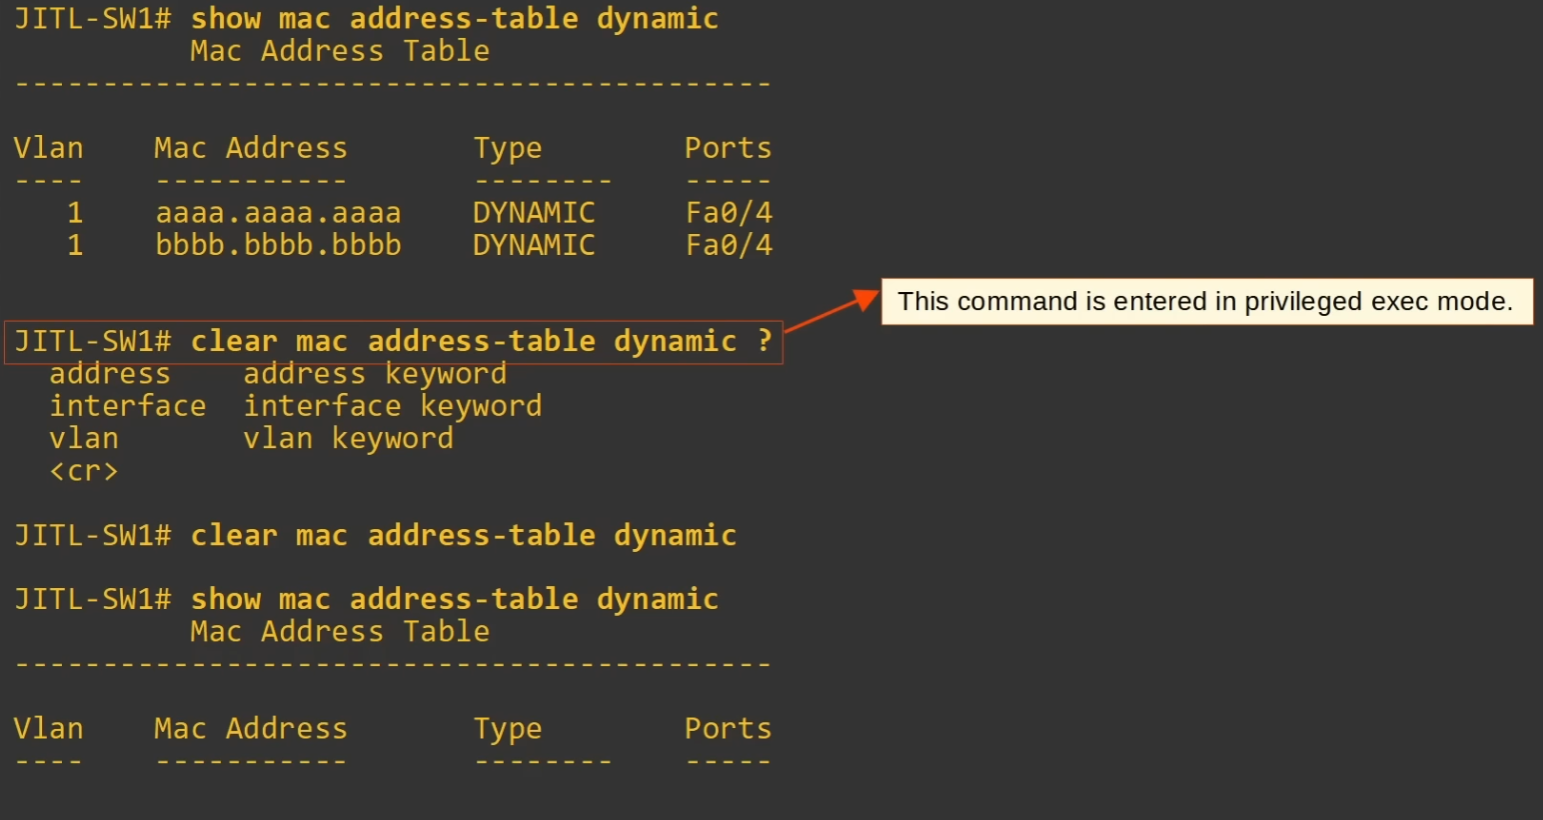 JITL-SW1# show mac address-table dynamic
Mac Address Table
-------------------------------------------
Vlan    Mac Address       Type        Ports
----    -----------       --------    -----
1    aaaa.aaaa.aaaa    DYNAMIC     Fa0/4
1    bbbb.bbbb.bbbb    DYNAMIC     Fa0/4
This command is entered in privileged exec mode.
JITL-SW1# clear mac address-table dynamic ?
address    address keyword
interface  interface keyword
vlan       vlan keyword
<cr>
JITL-SW1# clear mac address-table dynamic
JITL-SW1# show mac address-table dynamic
Mac Address Table
-------------------------------------------
Vlan    Mac Address       Type        Ports
----    -----------       --------    -----